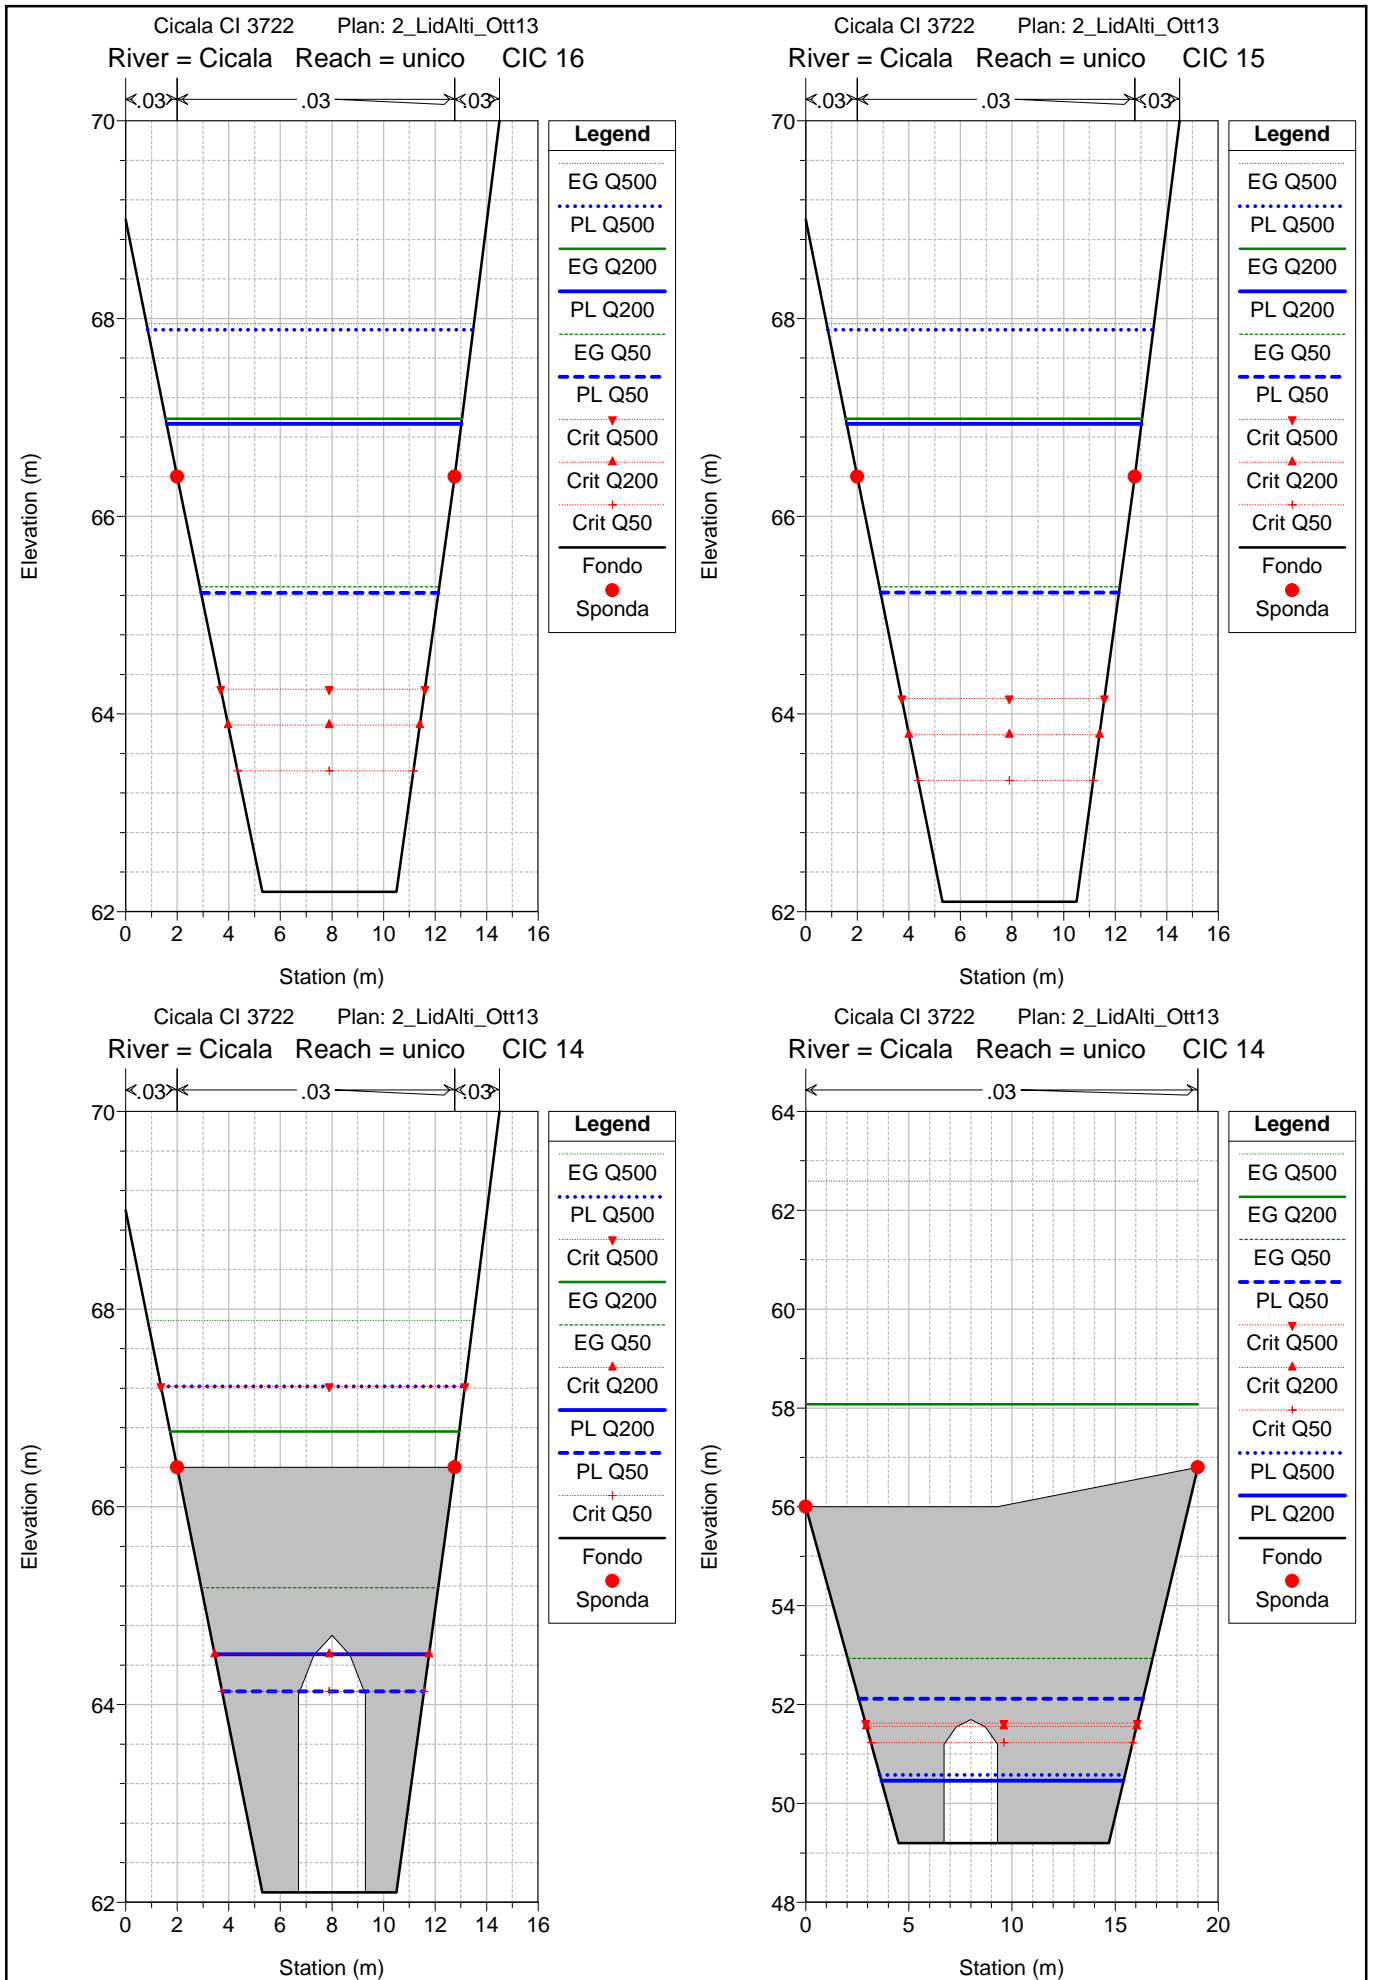 Cicala CI 3722 Plan: 2_LidAlti_Ott13
River = Cicala Reach = unico CIC 16
.03 .03 .03
70
68
66
64
62
0 2 4 6 8 10 12 14 16
Station (m)
Elevation (m)
Legend
EG Q500
PL Q500
EG Q200
PL Q200
EG Q50
PL Q50
Crit Q500
Crit Q200
Crit Q50
Fondo
Sponda
Cicala CI 3722 Plan: 2_LidAlti_Ott13
River = Cicala Reach = unico CIC 15
.03 .03 .03
70
68
66
64
62
0 2 4 6 8 10 12 14 16
Station (m)
Elevation (m)
Legend
EG Q500
PL Q500
EG Q200
PL Q200
EG Q50
PL Q50
Crit Q500
Crit Q200
Crit Q50
Fondo
Sponda
Cicala CI 3722 Plan: 2_LidAlti_Ott13
River = Cicala Reach = unico CIC 14
.03 .03 .03
70
68
66
64
62
0 2 4 6 8 10 12 14 16
Station (m)
Elevation (m)
Legend
EG Q500
PL Q500
Crit Q500
EG Q200
EG Q50
Crit Q200
PL Q200
PL Q50
Crit Q50
Fondo
Sponda
Cicala CI 3722 Plan: 2_LidAlti_Ott13
River = Cicala Reach = unico CIC 14
.03
64
62
60
58
56
54
52
50
48
0 5 10 15 20
Station (m)
Elevation (m)
Legend
EG Q500
EG Q200
EG Q50
PL Q50
Crit Q500
Crit Q200
Crit Q50
PL Q500
PL Q200
Fondo
Sponda